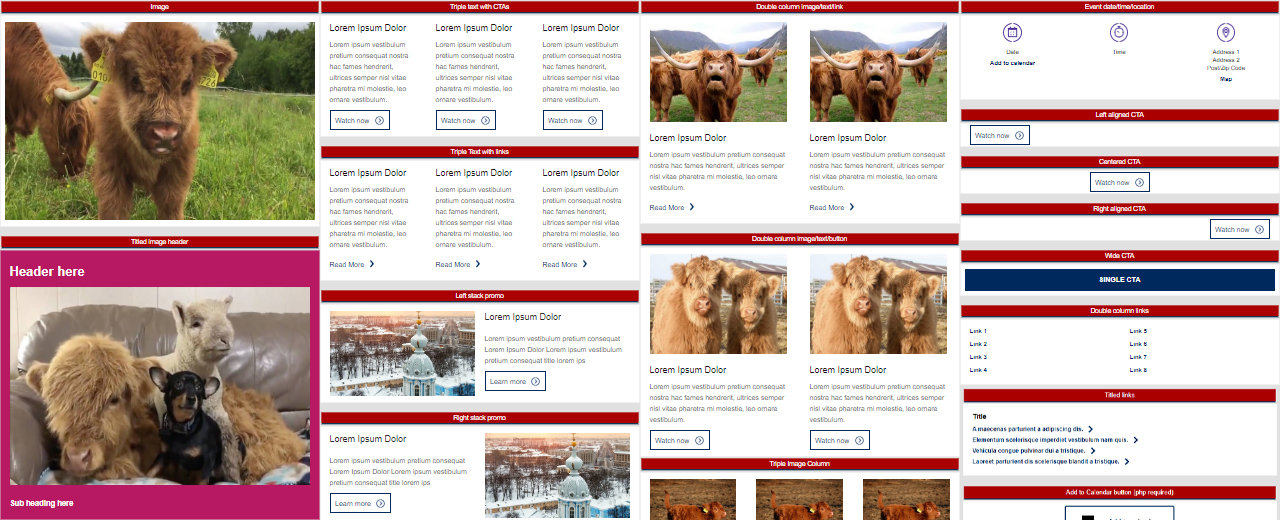 Image
Titled image header
Header here
Sub heading here
Triple text with CTAs
Lorem Ipsum Dolor
Lorem ipsum vestibulum
pretium consequat nostra
hac fames hendrerit,
ultrices semper nisl vitae
pharetra mi molestie, leo
ornare vestibulum.
Watch now
Lorem Ipsum Dolor
Lorem ipsum vestibulum
pretium consequat nostra
hac fames hendrerit,
ultrices semper nisl vitae
pharetra mi molestie, leo
ornare vestibulum.
Watch now
Lorem Ipsum Dolor
Lorem ipsum vestibulum
pretium consequat nostra
hac fames hendrerit,
ultrices semper nisl vitae
pharetra mi molestie, leo
ornare vestibulum.
Watch now
Triple Text with links
Lorem Ipsum Dolor
Lorem ipsum vestibulum
pretium consequat nostra
hac fames hendrerit,
ultrices semper nisl vitae
pharetra mi molestie, leo
ornare vestibulum.
Read More
Lorem Ipsum Dolor
Lorem ipsum vestibulum
pretium consequat nostra
hac fames hendrerit,
ultrices semper nisl vitae
pharetra mi molestie, leo
ornare vestibulum.
Read More
Lorem Ipsum Dolor
Lorem ipsum vestibulum
pretium consequat nostra
hac fames hendrerit,
ultrices semper nisl vitae
pharetra mi molestie, leo
ornare vestibulum.
Read More
Left stack promo
Lorem Ipsum Dolor
Lorem ipsum vestibulum pretium consequat
Lorem Ipsum Dolor Lorem ipsum vestibulum
pretium consequat title lorem ips
Learn more
Right stack promo
Lorem Ipsum Dolor
Lorem ipsum vestibulum pretium consequat
Lorem Ipsum Dolor Lorem ipsum vestibulum
pretium consequat title lorem ips
Learn more
Double column image/text/link
Lorem Ipsum Dolor
Lorem ipsum vestibulum pretium consequat
nostra hac fames hendrerit, ultrices semper
nisl vitae pharetra mi molestie, leo ornare
vestibulum.
Read More
Lorem Ipsum Dolor
Lorem ipsum vestibulum pretium consequat
nostra hac fames hendrerit, ultrices semper
nisl vitae pharetra mi molestie, leo ornare
vestibulum.
Read More
Double column image/text/button
Lorem Ipsum Dolor
Lorem ipsum vestibulum pretium consequat
nostra hac fames hendrerit, ultrices semper
nisl vitae pharetra mi molestie, leo ornare
vestibulum.
Watch now
Lorem Ipsum Dolor
Lorem ipsum vestibulum pretium consequat
nostra hac fames hendrerit, ultrices semper
nisl vitae pharetra mi molestie, leo ornare
vestibulum.
Watch now
Triple Image Column
Event date/time/location
Date
Add to calendar
Time
Address 1
Address 2
Post/Zip Code
Map
Left aligned CTA
Watch now
Centered CTA
Watch now
Right aligned CTA
Watch now
Wide CTA
SINGLE CTA
Double column links
Link 1
Link 2
Link 3
Link 4
Link 5
Link 6
Link 7
Link 8
Titled links
Title
A maecenas parturient a adipiscing dis.
Elementum scelerisque imperdiet vestibulum nam quis.
Vehicula congue pulvinar dui a tristique.
Laoreet parturient dis scelerisque blandit a tristique.
Add to Calendar button (php required)